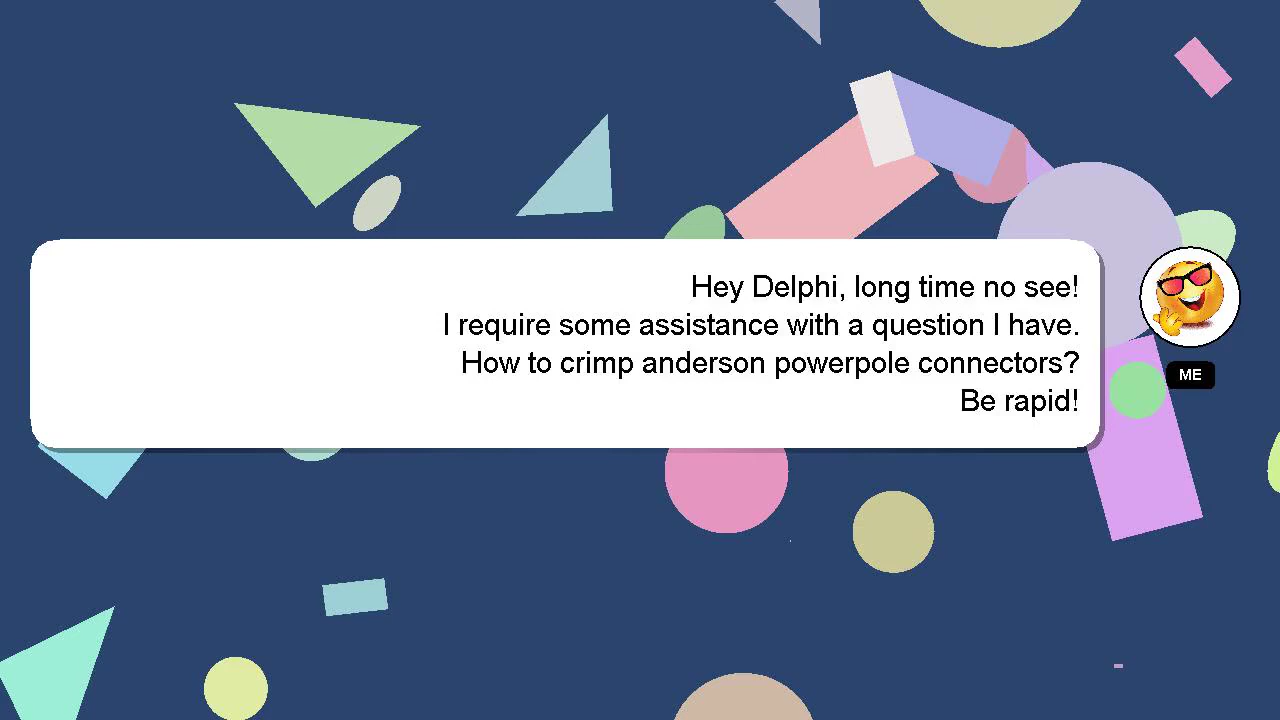 Hey Delphi, long time no see!
I require some assistance with a question I have.
How to crimp anderson powerpole connectors?
Be rapid!
ME